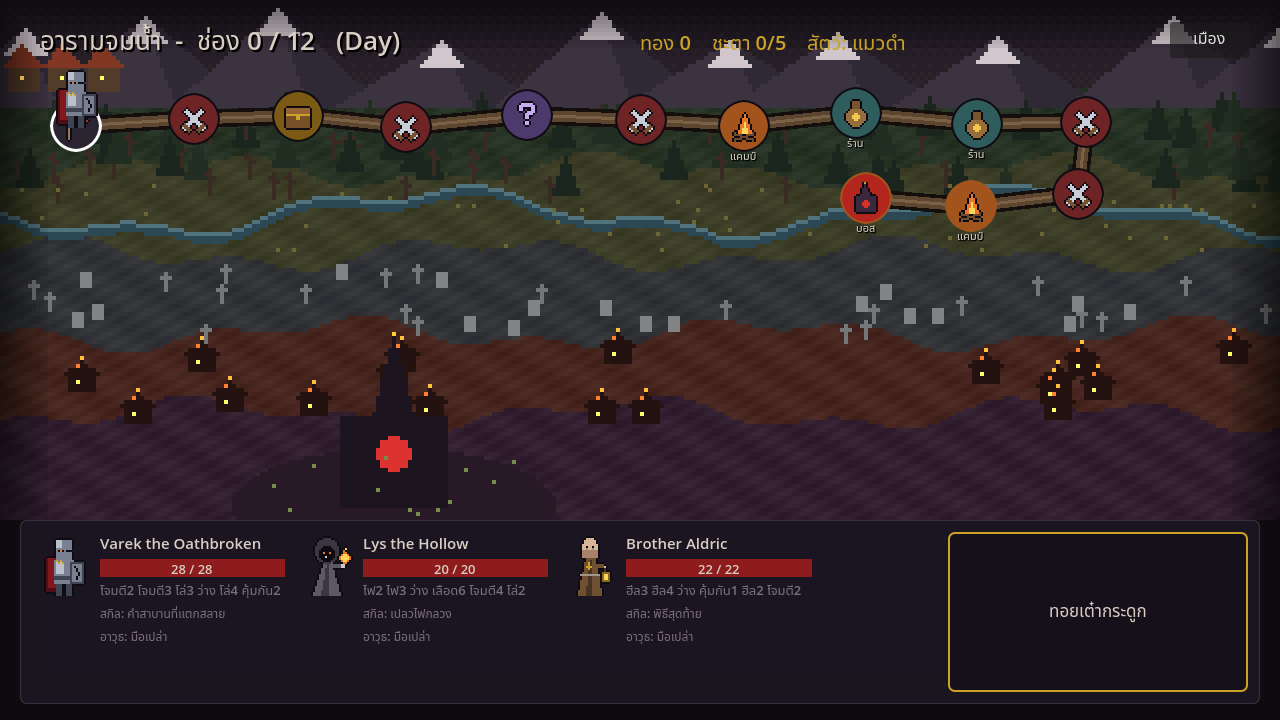 อารามจมน้ำ - ช่อง 0 / 12 (Day)
ทอง 0 ชะตา 0/5 สัตว: แมวดำ
เมือง
ร้าน
ร้าน
แคมป์
บอส
แคมป์
Varek the Oathbroken
28 / 28
โจมตี2 โจมตี3 โล่3 ว่าง โล่4 คุ้มกัน2
สกิล: คำสาบานที่แตกสลาย
อาวุธ: มือเปล่า
Lys the Hollow
20 / 20
ไฟ2 ไฟ3 ว่าง เลือด6 โจมตี4 โล่2
สกิล: เปลวไฟกลวง
อาวุธ: มือเปล่า
Brother Aldric
22 / 22
ฮีล3 ฮีล4 ว่าง คุ้มกัน1 ฮีล2 โจมตี2
สกิล: พิธีสุดท้าย
อาวุธ: มือเปล่า
ทอยเต๋ากระดูก